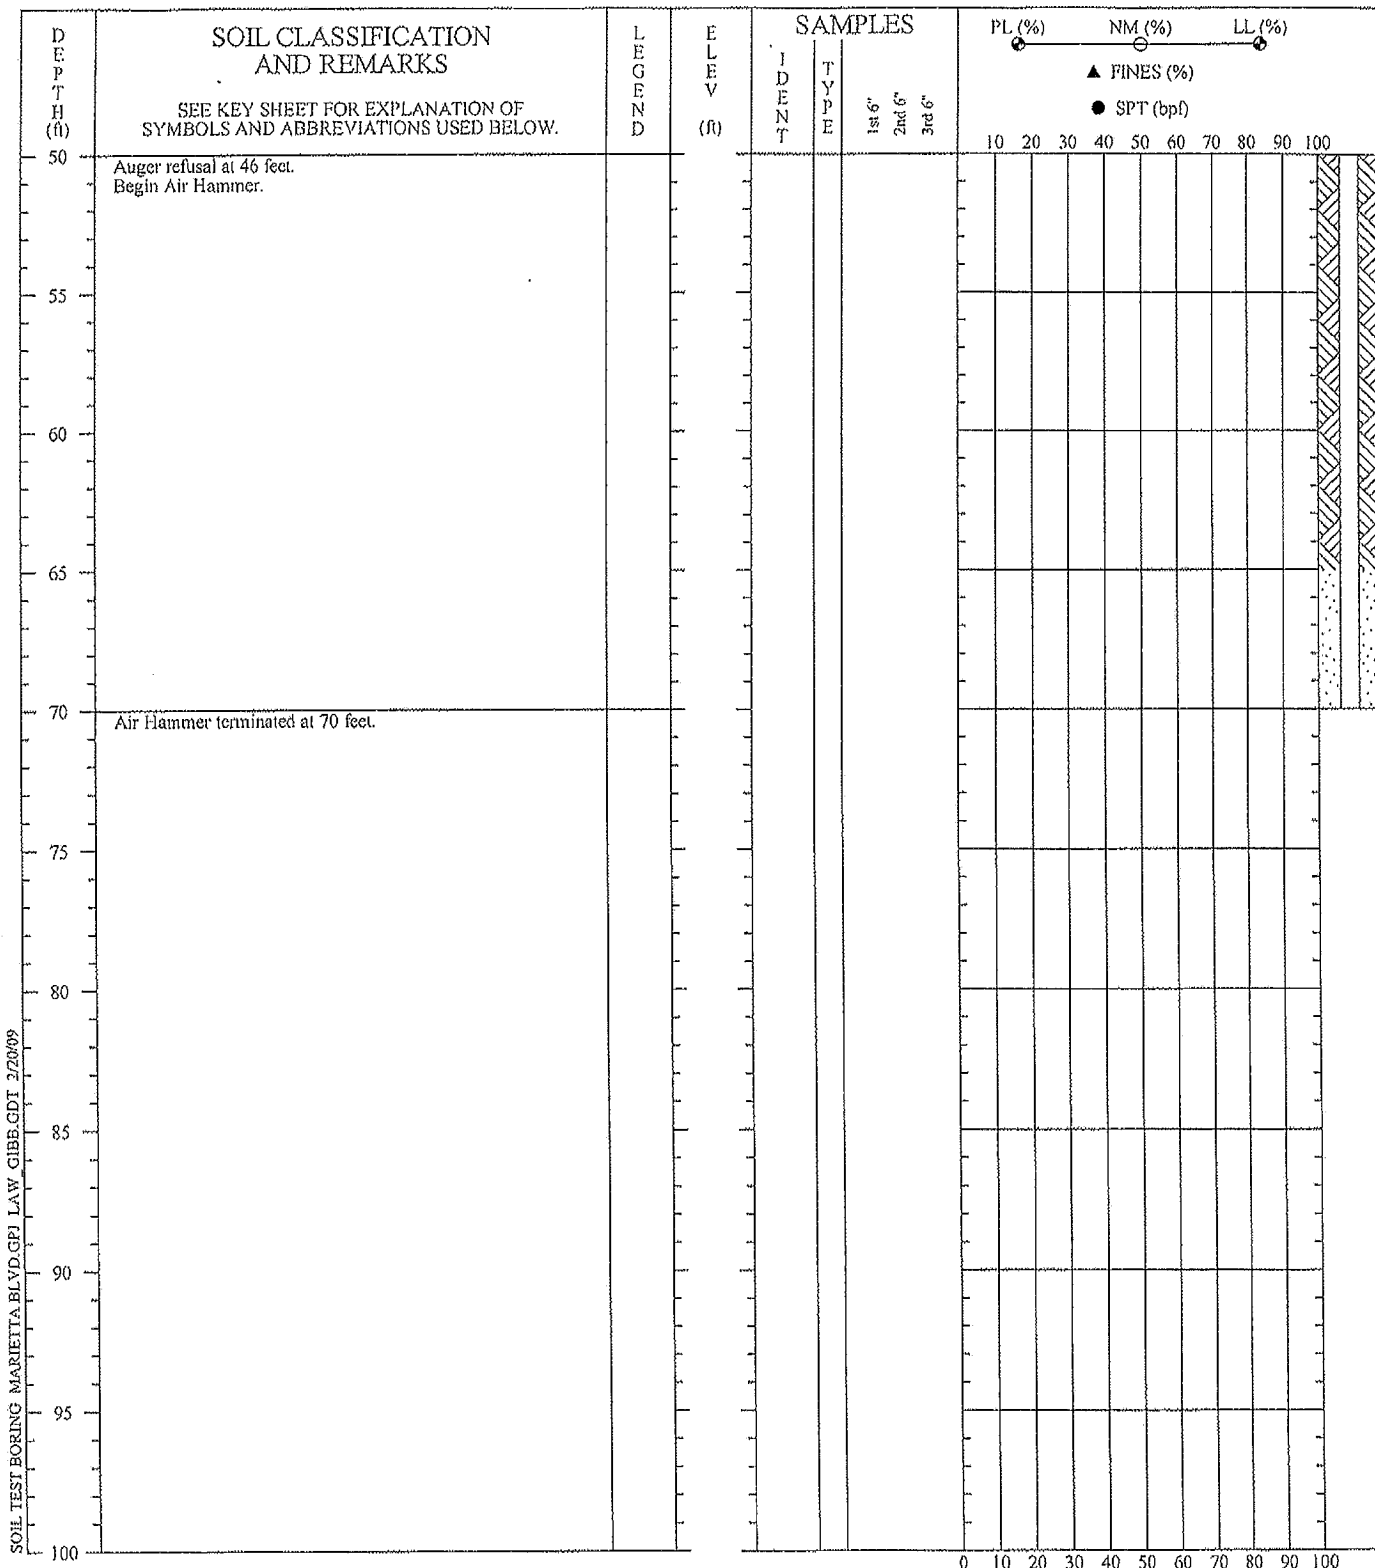 DEPTH (ft)
SOIL CLASSIFICATION
AND REMARKS
SEE KEY SHEET FOR EXPLANATION OF
SYMBOLS AND ABBREVIATIONS USED BELOW.
LEGEND
ELEV (ft)
SAMPLES
IDENT
TYPE
1st 6"
2nd 6"
3rd 6"
PL (%) NM (%) LL (%)
▲ FINES (%)
● SPT (bpf)
10 20 30 40 50 60 70 80 90 100
50
Auger refusal at 46 feet.
Begin Air Hammer.
55
60
65
70
Air Hammer terminated at 70 feet.
75
80
85
90
95
100
0 10 20 30 40 50 60 70 80 90 100
SOIL TEST BORING MARIETTA BLVD.GPJ LAW_GIBB.GDT 2/20/09